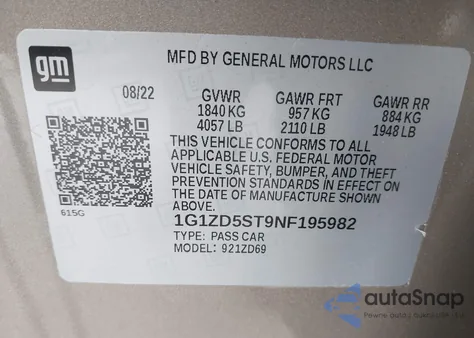 gm
MFD BY GENERAL MOTORS LLC
08/22 GVWR GAWR FRT GAWR RR
1840 KG 957 KG 884 KG
4057 LB 2110 LB 1948 LB
THIS VEHICLE CONFORMS TO ALL
APPLICABLE U.S. FEDERAL MOTOR
VEHICLE SAFETY, BUMPER, AND THEFT
PREVENTION STANDARDS IN EFFECT ON
THE DATE OF MANUFACTURE SHOWN
ABOVE.
615G
1G1ZD5ST9NF195982
TYPE: PASS CAR
MODEL: 921ZD69
autoSnap